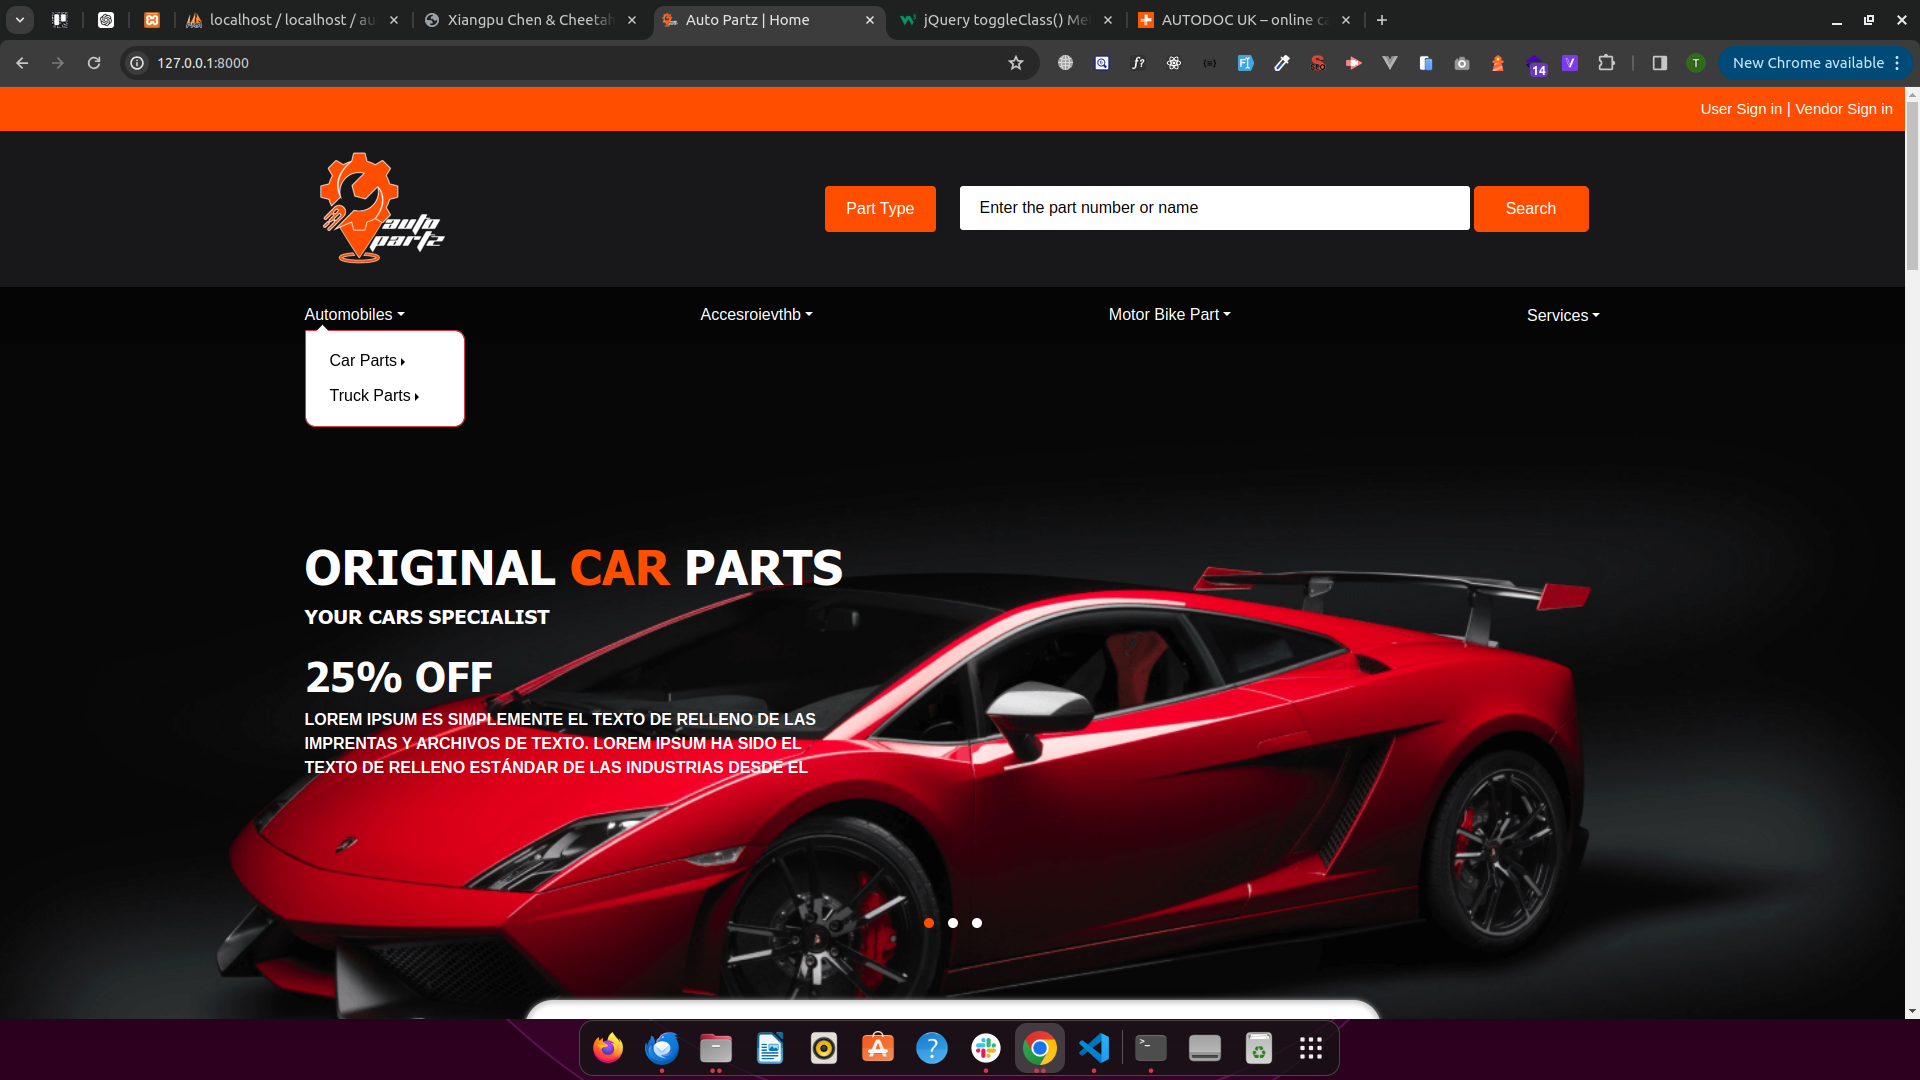 localhost / localhost / au
Xiangpu Chen & Cheetah
Auto Partz | Home
jQuery toggleClass() Me
AUTODOC UK – online ca
127.0.0.1:8000
14
T
New Chrome available
User Sign in | Vendor Sign in
auto
partz
Part Type
Enter the part number or name
Search
Automobiles
Accesroievthb
Motor Bike Part
Services
Car Parts
Truck Parts
ORIGINAL CAR PARTS
YOUR CARS SPECIALIST
25% OFF
LOREM IPSUM ES SIMPLEMENTE EL TEXTO DE RELLENO DE LAS
IMPRENTAS Y ARCHIVOS DE TEXTO. LOREM IPSUM HA SIDO EL
TEXTO DE RELLENO ESTÁNDAR DE LAS INDUSTRIAS DESDE EL